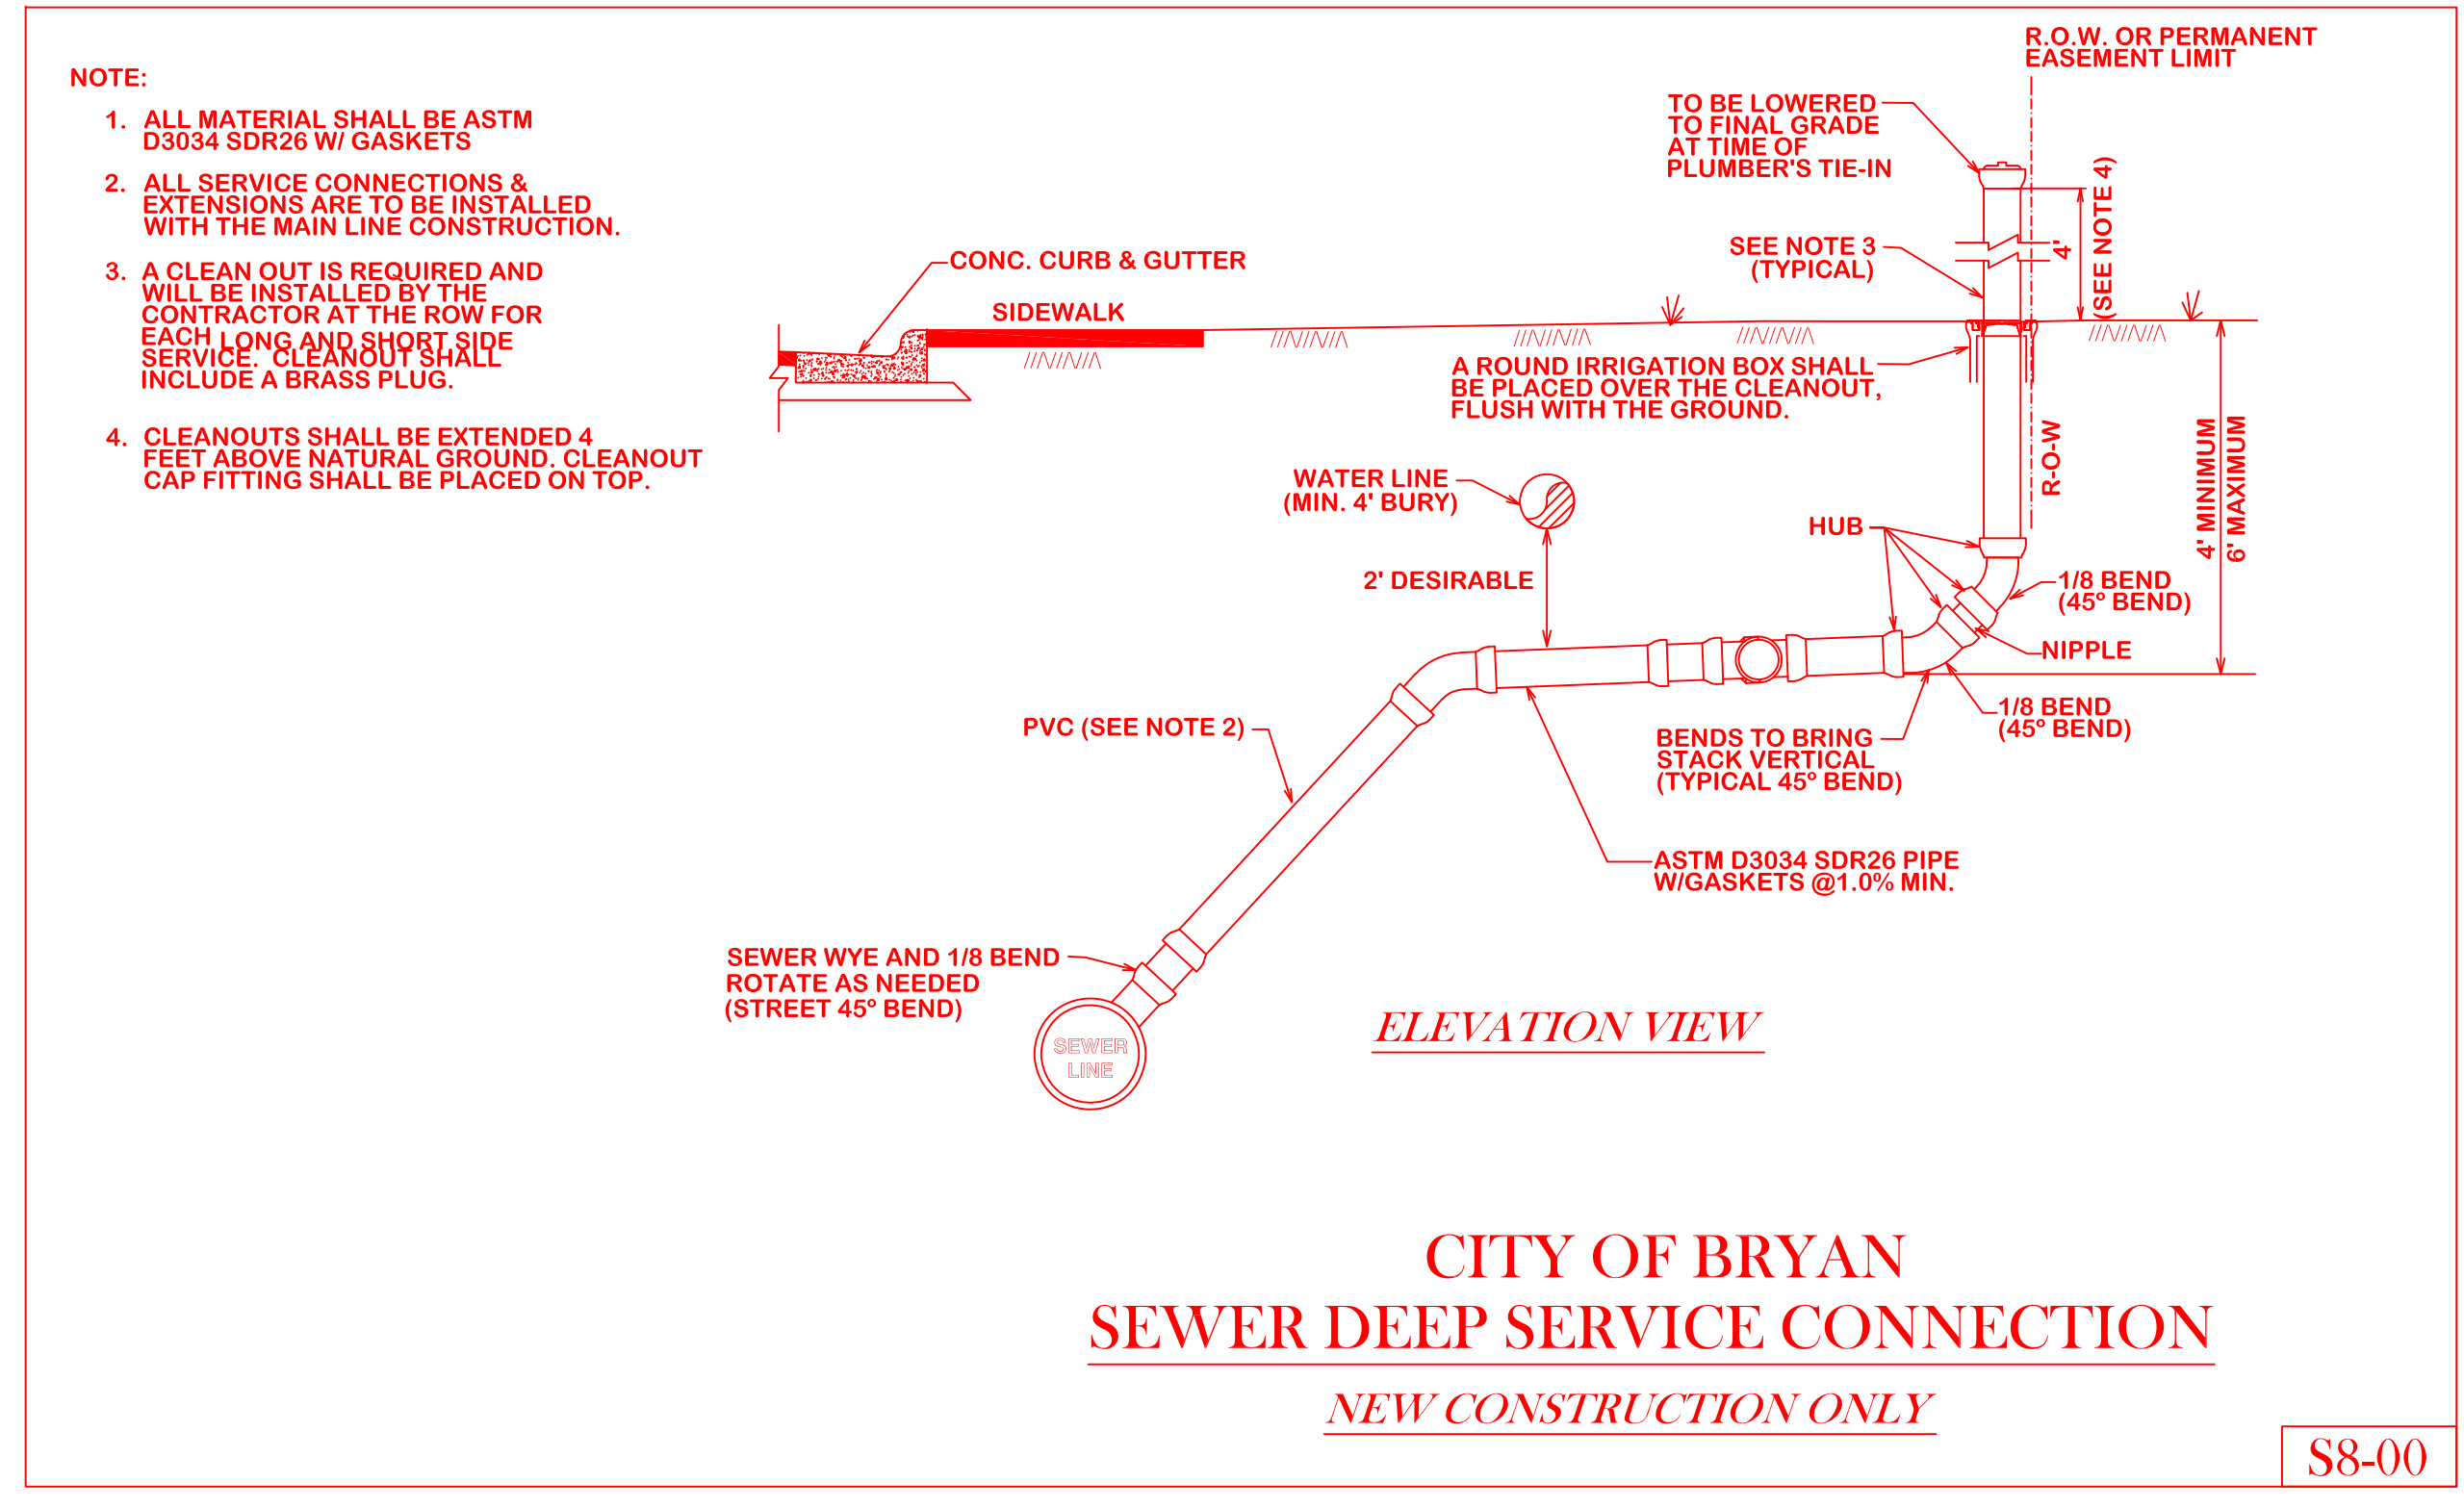 NOTE:
1. ALL MATERIAL SHALL BE ASTM
D3034 SDR26 W/ GASKETS
2. ALL SERVICE CONNECTIONS &
EXTENSIONS ARE TO BE INSTALLED
WITH THE MAIN LINE CONSTRUCTION.
3. A CLEAN OUT IS REQUIRED AND
WILL BE INSTALLED BY THE
CONTRACTOR AT THE ROW FOR
EACH LONG AND SHORT SIDE
SERVICE. CLEANOUT SHALL
INCLUDE A BRASS PLUG.
4. CLEANOUTS SHALL BE EXTENDED 4
FEET ABOVE NATURAL GROUND. CLEANOUT
CAP FITTING SHALL BE PLACED ON TOP.
R.O.W. OR PERMANENT
EASEMENT LIMIT
TO BE LOWERED
TO FINAL GRADE
AT TIME OF
PLUMBER'S TIE-IN
SEE NOTE 3
(TYPICAL)
4'
(SEE NOTE 4)
CONC. CURB & GUTTER
SIDEWALK
A ROUND IRRIGATION BOX SHALL
BE PLACED OVER THE CLEANOUT,
FLUSH WITH THE GROUND.
R-O-W
4' MINIMUM
6' MAXIMUM
WATER LINE
(MIN. 4' BURY)
HUB
2' DESIRABLE
1/8 BEND
(45º BEND)
NIPPLE
1/8 BEND
(45º BEND)
PVC (SEE NOTE 2)
BENDS TO BRING
STACK VERTICAL
(TYPICAL 45º BEND)
ASTM D3034 SDR26 PIPE
W/GASKETS @1.0% MIN.
SEWER WYE AND 1/8 BEND
ROTATE AS NEEDED
(STREET 45º BEND)
SEWER
LINE
ELEVATION VIEW
CITY OF BRYAN
SEWER DEEP SERVICE CONNECTION
NEW CONSTRUCTION ONLY
S8-00